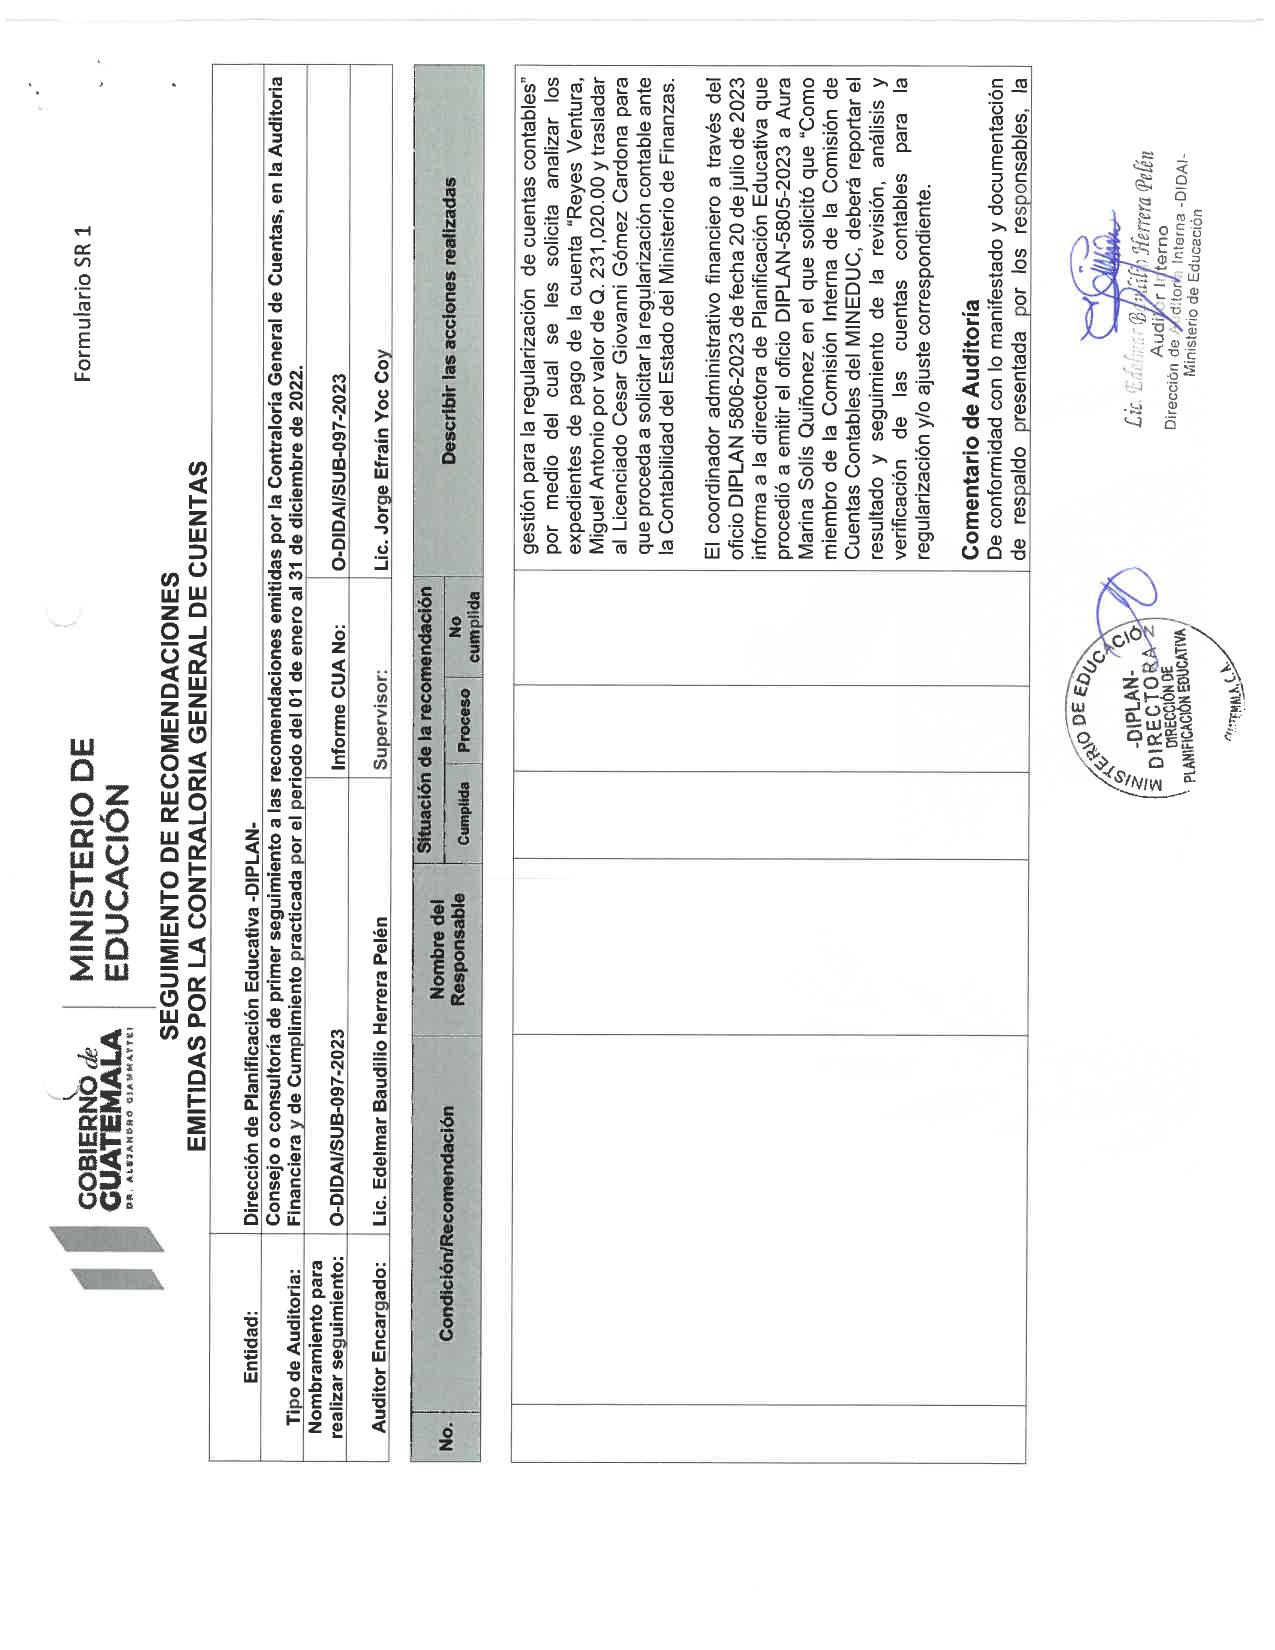 Formulario SR 1
GOBIERNO de
GUATEMALA
DR. ALEJANDRO GIAMMATTEI
MINISTERIO DE
EDUCACIÓN
SEGUIMIENTO DE RECOMENDACIONES
EMITIDAS POR LA CONTRALORIA GENERAL DE CUENTAS
Entidad: Dirección de Planificación Educativa -DIPLAN-
Tipo de Auditoria: Consejo o consultoría de primer seguimiento a las recomendaciones emitidas por la Contraloría General de Cuentas, en la Auditoria
Financiera y de Cumplimiento practicada por el periodo del 01 de enero al 31 de diciembre de 2022.
Nombramiento para
realizar seguimiento: O-DIDAI/SUB-097-2023 Informe CUA No: O-DIDAI/SUB-097-2023
Auditor Encargado: Lic. Edelmar Baudilio Herrera Pelén Supervisor: Lic. Jorge Efraín Yoc Coy
No. Condición/Recomendación Nombre del
Responsable
Situación de la recomendación
Cumplida Proceso No
cumplida
Describir las acciones realizadas
gestión para la regularización de cuentas contables”
por medio del cual se les solicita analizar los
expedientes de pago de la cuenta “Reyes Ventura,
Miguel Antonio por valor de Q. 231,020.00 y trasladar
al Licenciado Cesar Giovanni Gómez Cardona para
que proceda a solicitar la regularización contable ante
la Contabilidad del Estado del Ministerio de Finanzas.
El coordinador administrativo financiero a través del
oficio DIPLAN 5806-2023 de fecha 20 de julio de 2023
informa a la directora de Planificación Educativa que
procedió a emitir el oficio DIPLAN-5805-2023 a Aura
Marina Solís Quiñonez en el que solicitó que “Como
miembro de la Comisión Interna de la Comisión de
Cuentas Contables del MINEDUC, deberá reportar el
resultado y seguimiento de la revisión, análisis y
verificación de las cuentas contables para la
regularización y/o ajuste correspondiente.
Comentario de Auditoría
De conformidad con lo manifestado y documentación
de respaldo presentada por los responsables, la
MINISTERIO DE EDUCACIÓN
-DIPLAN-
DIRECTORA
DIRECCIÓN DE
PLANIFICACIÓN EDUCATIVA
GUATEMALA, C.A.
Lic. Edelmar Baudilio Herrera Pelén
Auditor Interno
Dirección de Auditoria Interna -DIDAI-
Ministerio de Educación